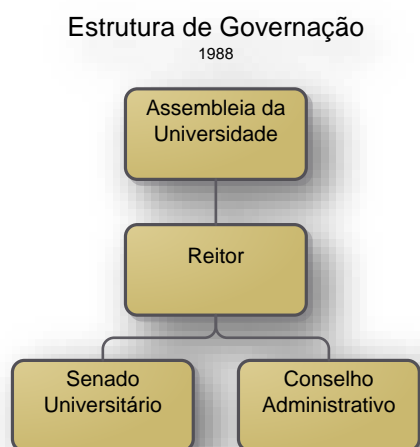 Estrutura de Governação
1988
Assembleia da
Universidade
Reitor
Senado
Universitário
Conselho
Administrativo